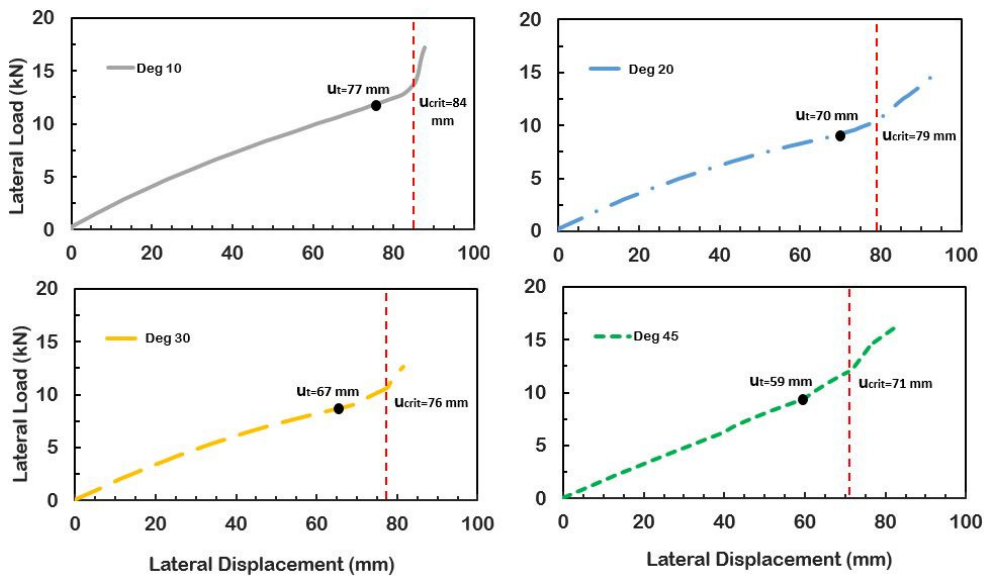 20
15
10
5
0
Lateral Load (kN)
Deg 10
ut=77 mm
ucrit=84
mm
0 20 40 60 80 100
20
15
10
5
0
Deg 20
ut=70 mm
ucrit=79 mm
0 20 40 60 80 100
20
15
10
5
0
Lateral Load (kN)
Deg 30
ut=67 mm
ucrit=76 mm
0 20 40 60 80 100
Lateral Displacement (mm)
20
15
10
5
0
Deg 45
ut=59 mm
ucrit=71 mm
0 20 40 60 80 100
Lateral Displacement (mm)